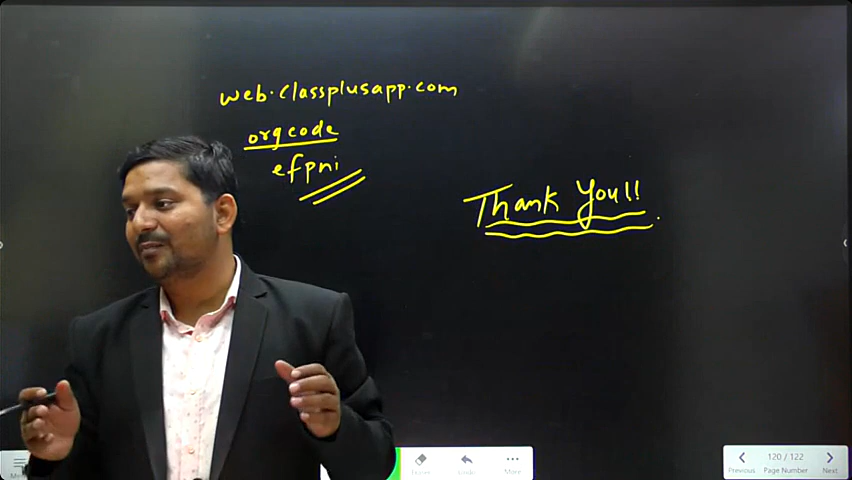 web.classplusapp.com
orgcode
efpni
Thank You!!
More
120 / 122
Previous
Page Number
Next